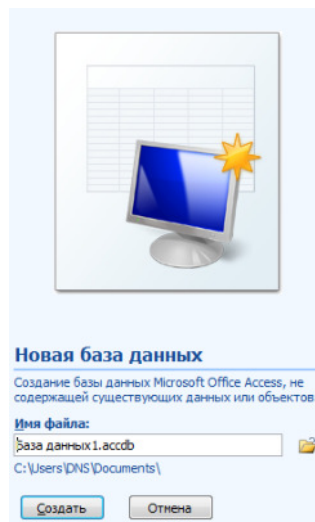 Новая база данных
Создание базы данных Microsoft Office Access, не
содержащей существующих данных или объектов
Имя файла:
База данных1.accdb
C:\Users\DNS\Documents\
Создать Отмена